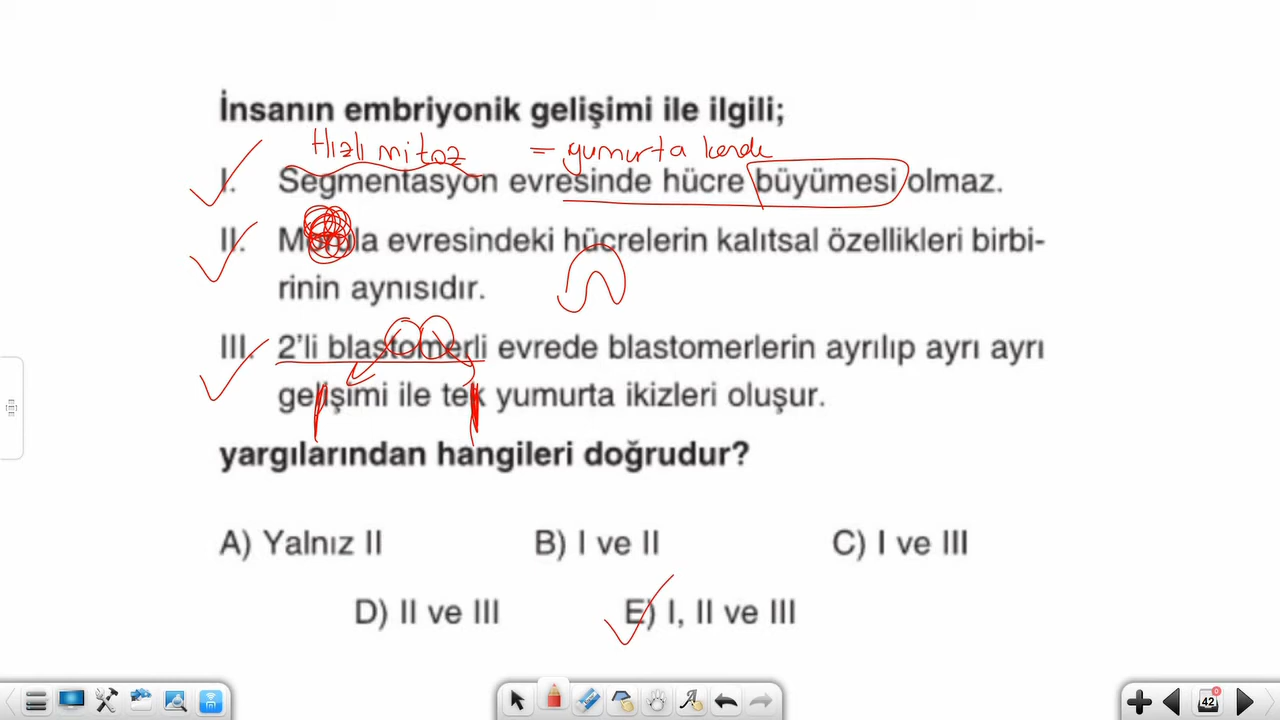 İnsanın embriyonik gelişimi ile ilgili;
Hızlı mitoz = yumurta
I. Segmentasyon evresinde hücre büyümesi olmaz.
II. Morula evresindeki hücrelerin kalıtsal özellikleri birbi-
rinin aynısıdır.
III. 2'li blastomerli evrede blastomerlerin ayrılıp ayrı ayrı
gelişimi ile tek yumurta ikizleri oluşur.
yargılarından hangileri doğrudur?
A) Yalnız II B) I ve II C) I ve III
D) II ve III E) I, II ve III
42